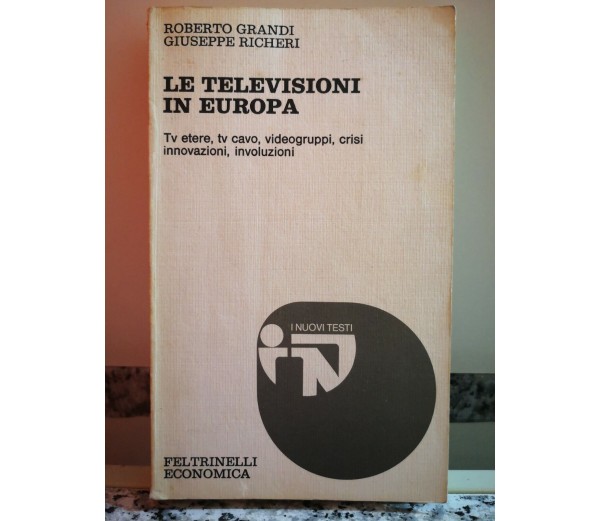 ROBERTO GRANDI
GIUSEPPE RICHERI
LE TELEVISIONI
IN EUROPA
Tv etere, tv cavo, videogruppi, crisi
innovazioni, involuzioni
I NUOVI TESTI
iNT
FELTRINELLI
ECONOMICA